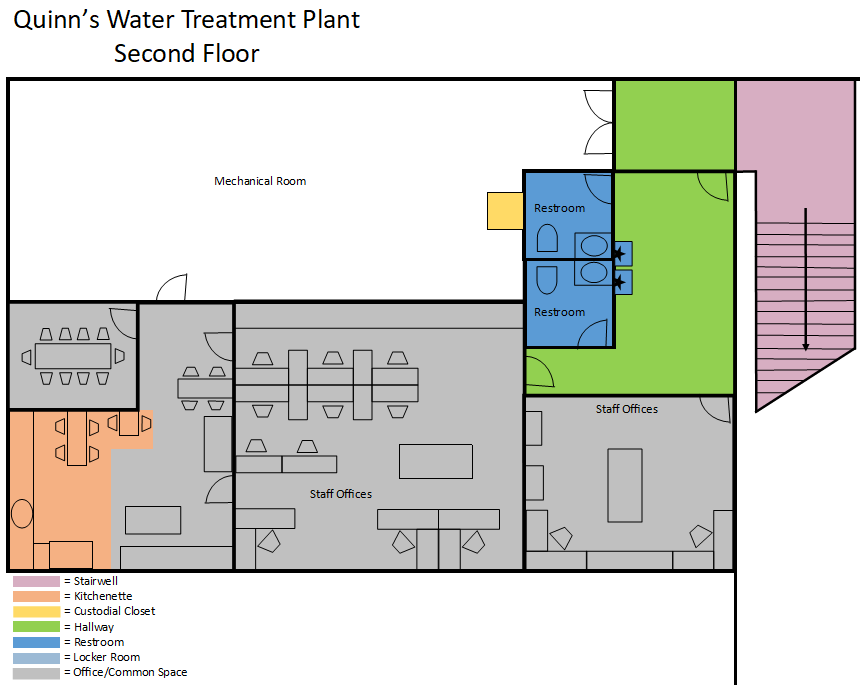 Quinn's Water Treatment Plant
Second Floor
Mechanical Room
Restroom
Restroom
Staff Offices
Staff Offices
= Stairwell
= Kitchenette
= Custodial Closet
= Hallway
= Restroom
= Locker Room
= Office/Common Space